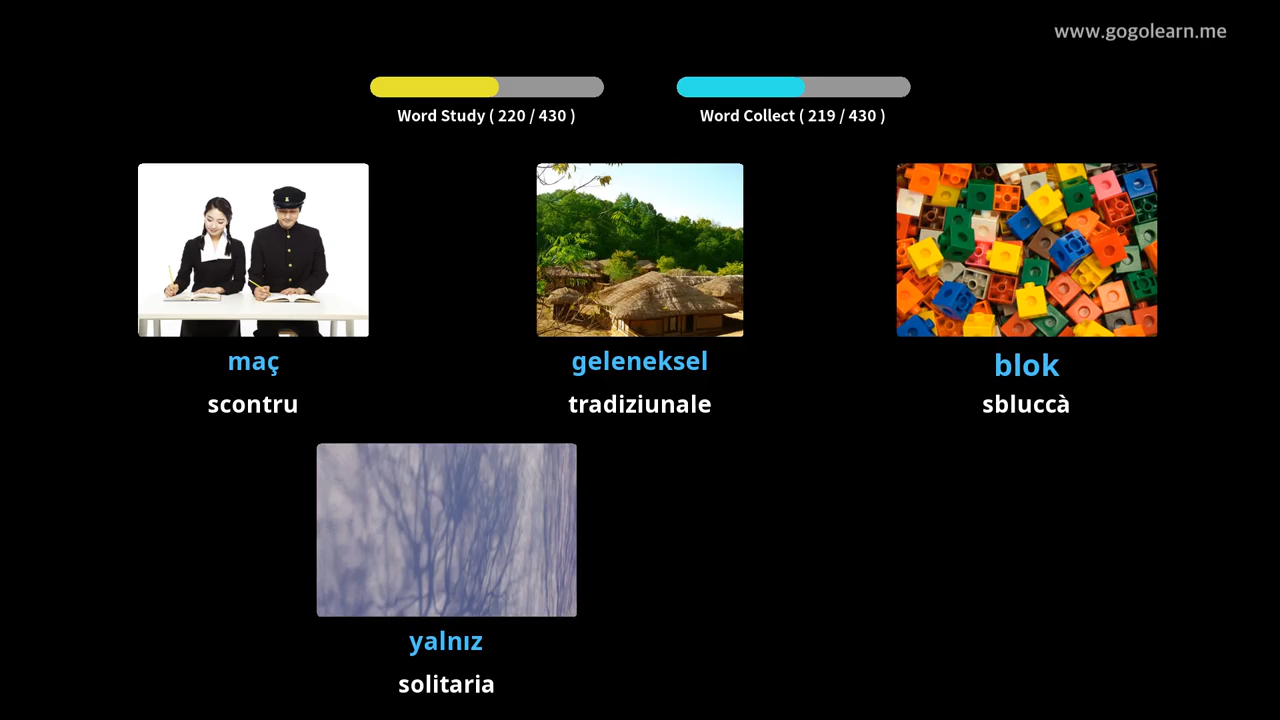 www.gogolearn.me
Word Study ( 220 / 430 )
Word Collect ( 219 / 430 )
maç
scontru
geleneksel
tradiziunale
blok
sbluccà
yalnız
solitaria